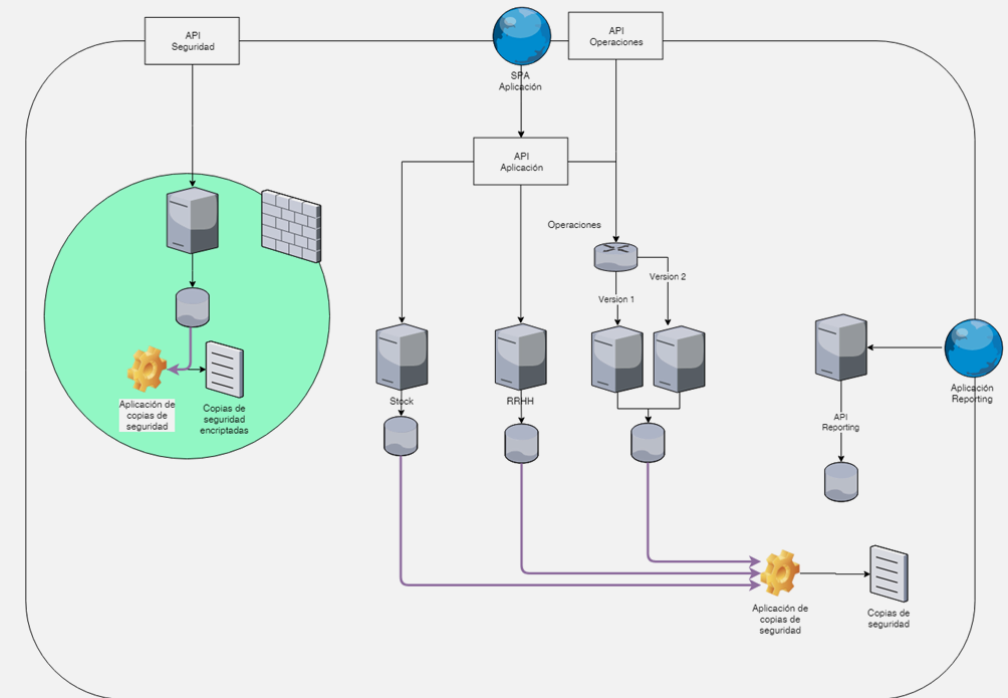 API
Seguridad
SPA
Aplicación
API
Operaciones
API
Aplicación
Operaciones
Version 2
Version 1
Stock
RRHH
Aplicación
Reporting
API
Reporting
Aplicación de
copias de
seguridad
Copias de
seguridad
encriptadas
Aplicación de
copias de
seguridad
Copias de
seguridad